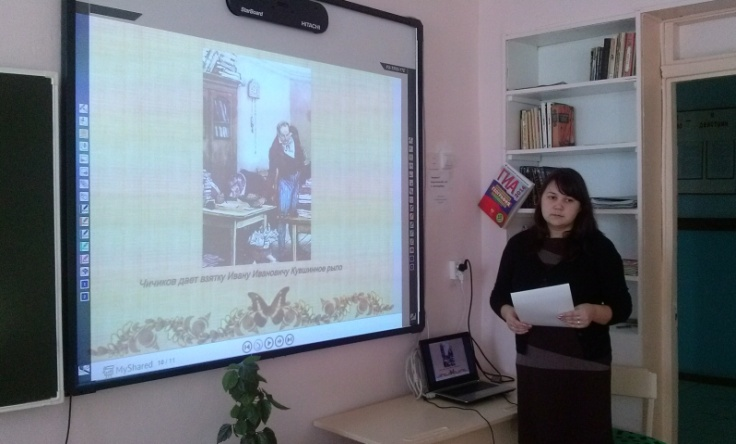 StarBoard
HITACHI
Чичиков дает взятку Ивану Ивановичу Кувшинное рыло
MyShared
ГИА